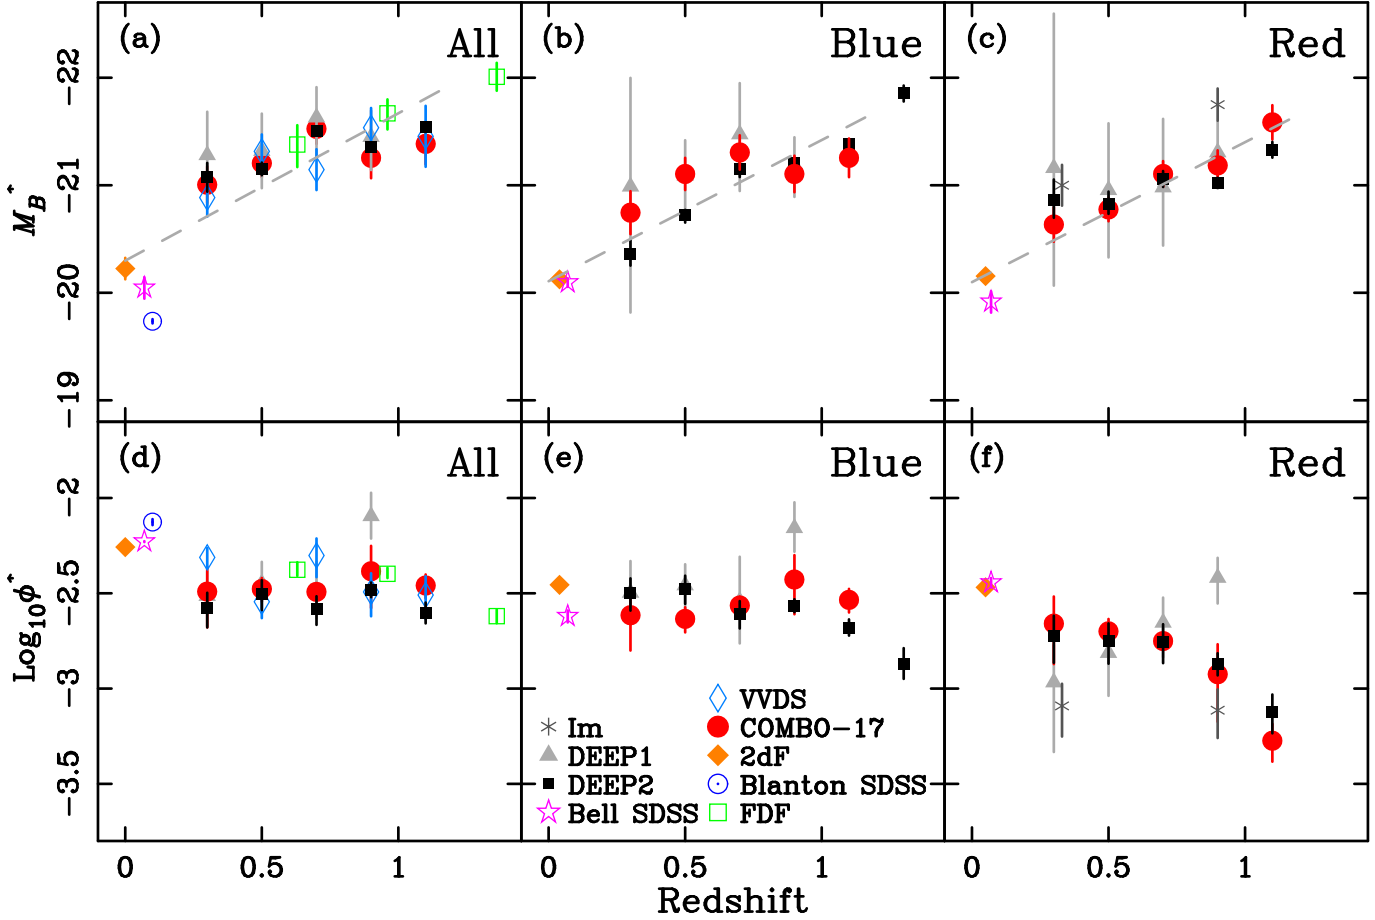 (a) All
(b) Blue
(c) Red
-22
-21
-20
-19
M_B*
(d) All
(e) Blue
(f) Red
-2
-2.5
-3
-3.5
Log10ϕ*
VVDS
Im COMBO-17
DEEP1 2dF
DEEP2 Blanton SDSS
Bell SDSS FDF
0 0.5 1 0 0.5 1 0 0.5 1
Redshift